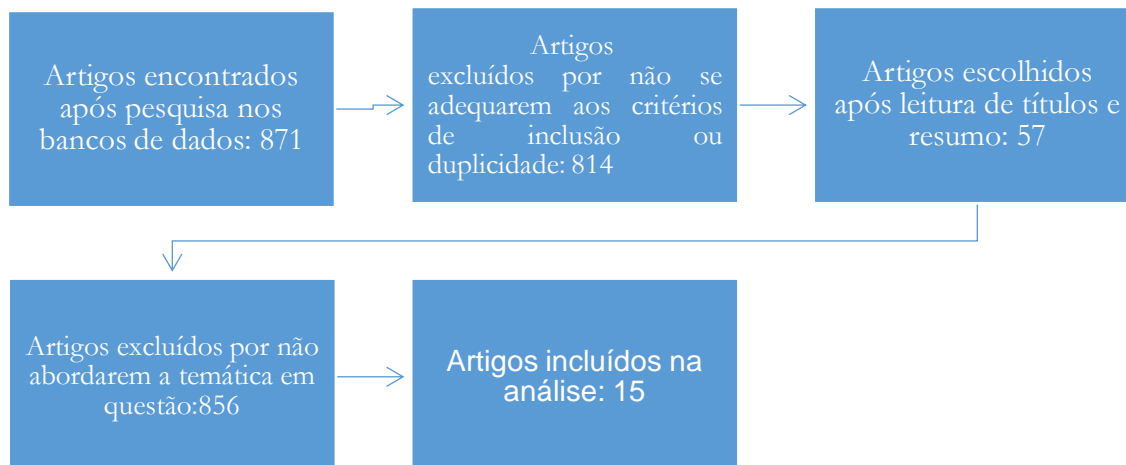 Artigos encontrados
após pesquisa nos
bancos de dados: 871
Artigos
excluídos por não se
adequarem aos critérios
de inclusão ou
duplicidade: 814
Artigos escolhidos
após leitura de títulos e
resumo: 57
Artigos excluídos por não
abordarem a temática em
questão:856
Artigos incluídos na
análise: 15